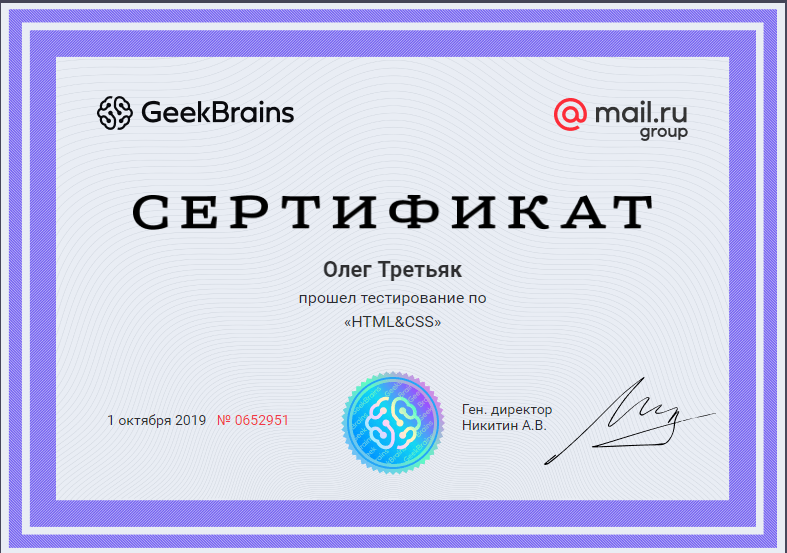 GeekBrains
@mail.ru
group
СЕРТИФИКАТ
Олег Третьяк
прошел тестирование по
«HTML&CSS»
1 октября 2019 № 0652951
Ген. директор
Никитин А.В.